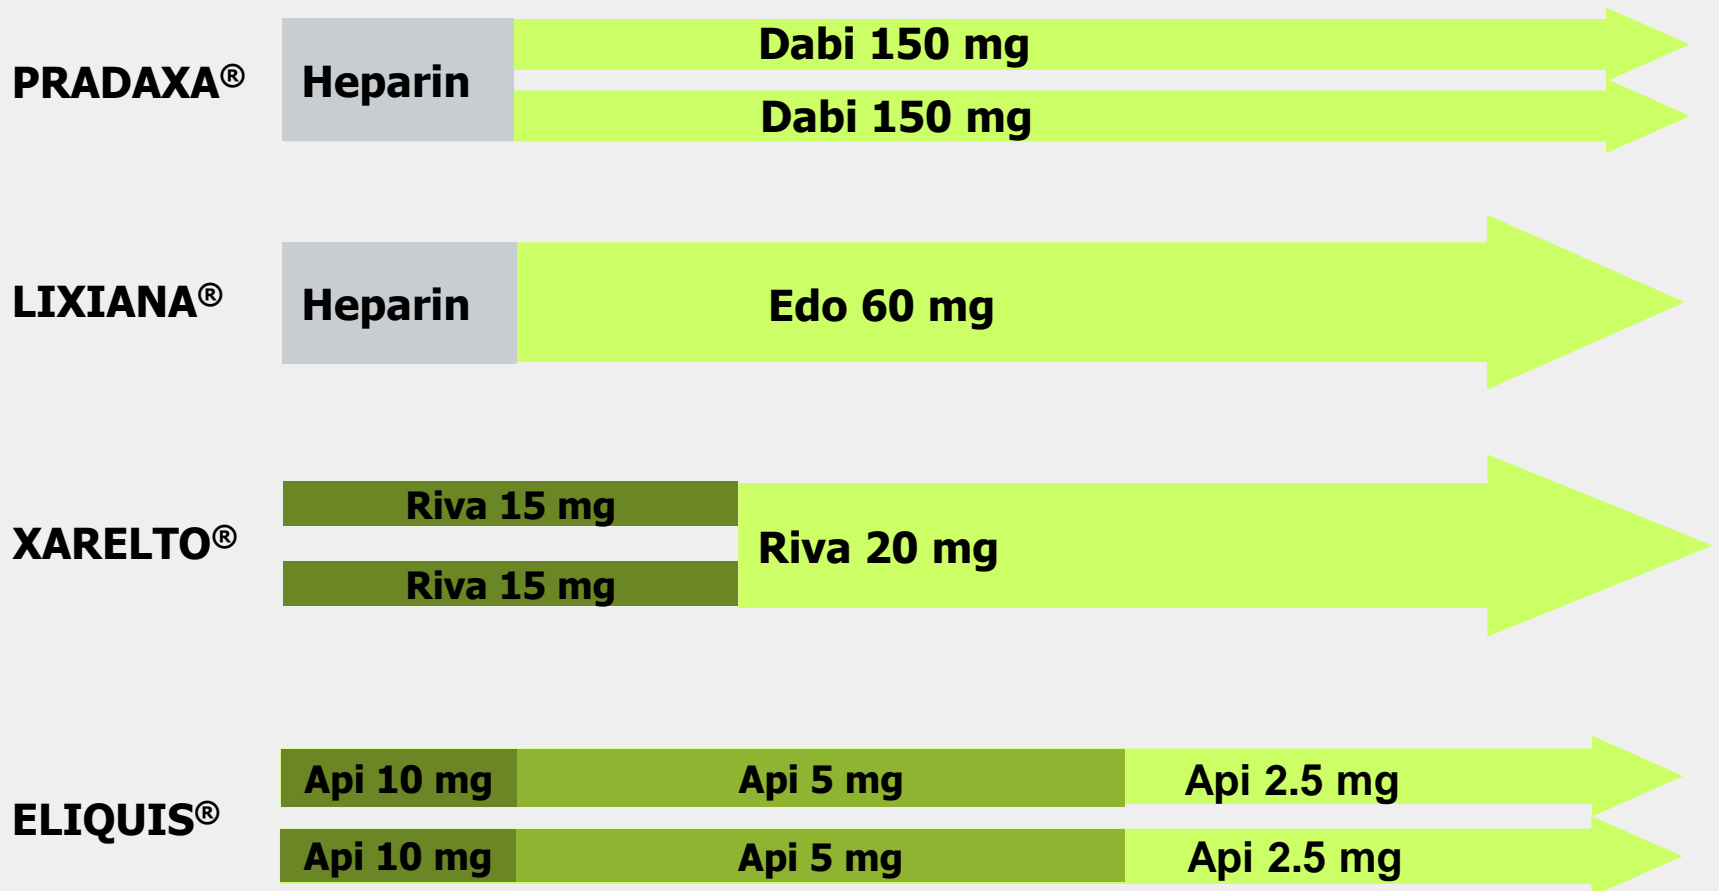 PRADAXA®
Heparin
Dabi 150 mg
Dabi 150 mg
LIXIANA®
Heparin
Edo 60 mg
XARELTO®
Riva 15 mg
Riva 15 mg
Riva 20 mg
ELIQUIS®
Api 10 mg
Api 5 mg
Api 2.5 mg
Api 10 mg
Api 5 mg
Api 2.5 mg